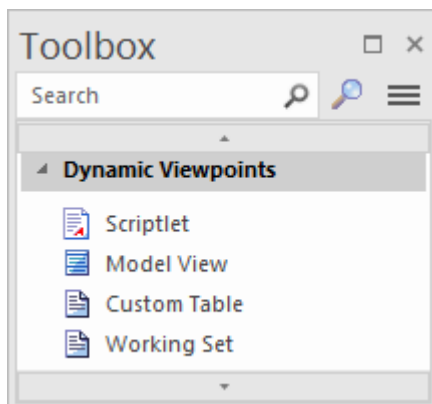 Toolbox
Search
Dynamic Viewpoints
Scriptlet
Model View
Custom Table
Working Set